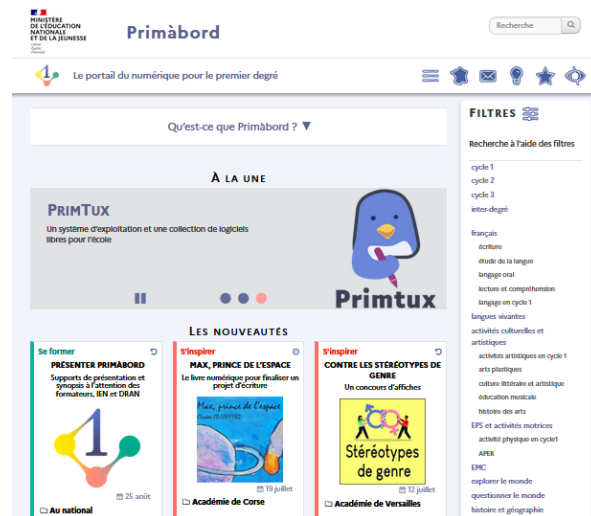 MINISTÈRE
DE L'ÉDUCATION
NATIONALE
ET DE LA JEUNESSE
Primàbord
Recherche
Le portail du numérique pour le premier degré
Qu'est-ce que Primàbord ? ▼
À LA UNE
PRIMTUX
Un système d'exploitation et une collection de logiciels
libres pour l'école
Primtux
LES NOUVEAUTÉS
Se former
PRÉSENTER PRIMÀBORD
Supports de présentation et
synopsis à l'attention des
formateurs, IEN et DRAN
1
25 août
Au national
S'inspirer
MAX, PRINCE DE L'ESPACE
Le livre numérique pour finaliser un
projet d'écriture
Max, prince de l'espace
19 juillet
Académie de Corse
S'inspirer
CONTRE LES STÉRÉOTYPES DE
GENRE
Un concours d'affiches
Stéréotypes
de genre
12 juillet
Académie de Versailles
FILTRES
Recherche à l'aide des filtres
cycle 1
cycle 2
cycle 3
inter-degré
français
écriture
étude de la langue
langage oral
lecture et compréhension
langage en cycle 1
langues vivantes
activités culturelles et
artistiques
activités artistiques en cycle 1
arts plastiques
culture littéraire et artistique
éducation musicale
histoire des arts
EPS et activités motrices
activité physique en cycle1
APER
EMC
explorer le monde
questionner le monde
histoire et géographie